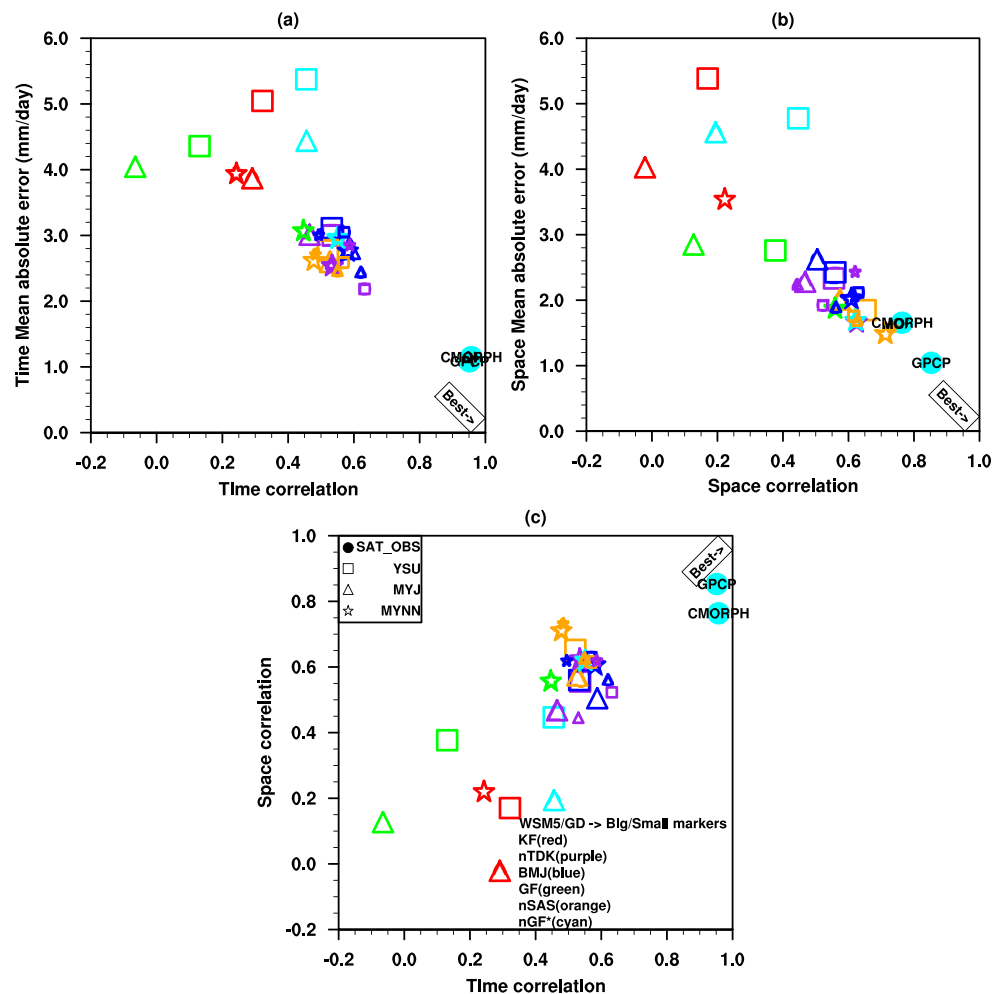 (a)
6.0
5.0
4.0
3.0
2.0
1.0
0.0
-0.2
0.0
0.2
0.4
0.6
0.8
1.0
Time Mean absolute error (mm/day)
TIme correlation
CMORPH
GPCP
Best->
(b)
6.0
5.0
4.0
3.0
2.0
1.0
0.0
-0.2
0.0
0.2
0.4
0.6
0.8
1.0
Space Mean absolute error (mm/day)
Space correlation
CMORPH
GPCP
Best->
(c)
1.0
0.8
0.6
0.4
0.2
0.0
-0.2
-0.2
0.0
0.2
0.4
0.6
0.8
1.0
Space correlation
TIme correlation
SAT_OBS
YSU
MYJ
MYNN
Best->
GPCP
CMORPH
WSM5/GD -> BIg/Small markers
KF(red)
nTDK(purple)
BMJ(blue)
GF(green)
nSAS(orange)
nGF*(cyan)